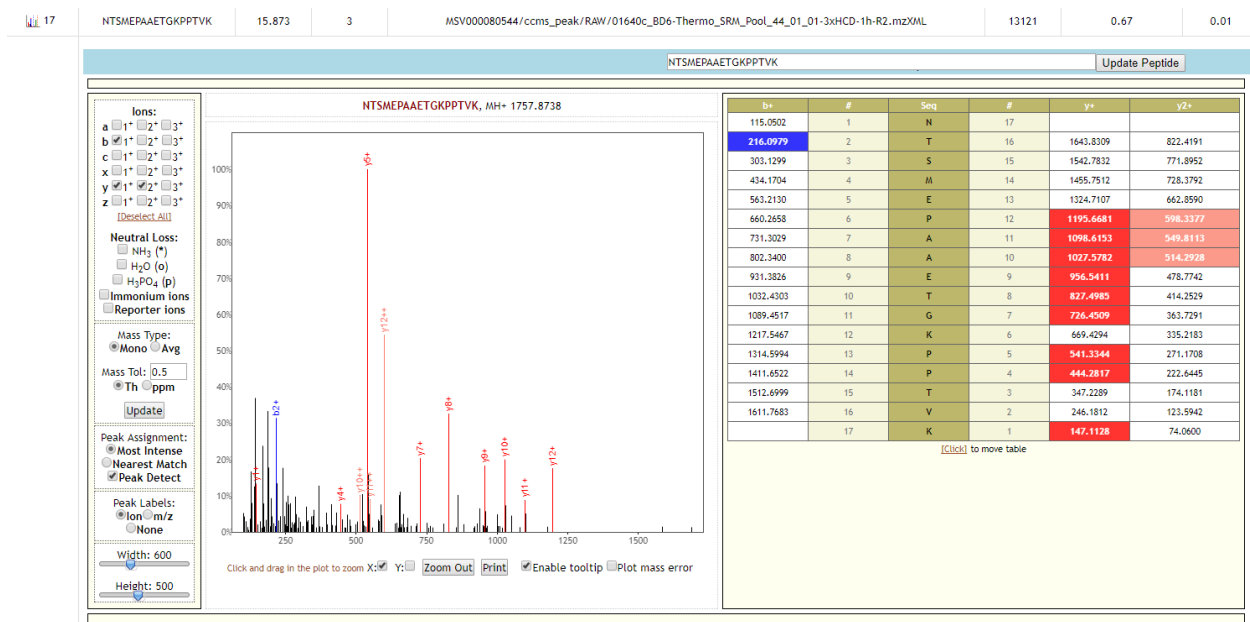 17 NTSMEPAAETGKPPTVK 15.873 3 MSV000080544/ccms_peak/RAW/01640c_BD6-Thermo_SRM_Pool_44_01_01-3xHCD-1h-R2.mzXML 13121 0.67 0.01
NTSMEPAAETGKPPTVK Update Peptide
Ions:
a 1+ 2+ 3+
b 1+ 2+ 3+
c 1+ 2+ 3+
x 1+ 2+ 3+
y 1+ 2+ 3+
z 1+ 2+ 3+
[Deselect All]
Neutral Loss:
NH3 (*)
H2O (o)
H3PO4 (p)
Immonium ions
Reporter ions
Mass Type:
Mono Avg
Mass Tol: 0.5
Th ppm
Update
Peak Assignment:
Most Intense
Nearest Match
Peak Detect
Peak Labels:
Ion m/z
None
Width: 600
Height: 500
NTSMEPAAETGKPPTVK, MH+ 1757.8738
100%
90%
80%
70%
60%
50%
40%
30%
20%
10%
0%
y1+
b2+
y4+
y10++
y11++
y5+
y12++
y7+
y8+
y9+
y10+
y11+
y12+
250 500 750 1000 1250 1500
Click and drag in the plot to zoom X: Y: Zoom Out Print Enable tooltip Plot mass error
b+ # Seq # y+ y2+
115.0502 1 N 17
216.0979 2 T 16 1643.8309 822.4191
303.1299 3 S 15 1542.7832 771.8952
434.1704 4 M 14 1455.7512 728.3792
563.2130 5 E 13 1324.7107 662.8590
660.2658 6 P 12 1195.6681 598.3377
731.3029 7 A 11 1098.6153 549.8113
802.3400 8 A 10 1027.5782 514.2928
931.3826 9 E 9 956.5411 478.7742
1032.4303 10 T 8 827.4985 414.2529
1089.4517 11 G 7 726.4509 363.7291
1217.5467 12 K 6 669.4294 335.2183
1314.5994 13 P 5 541.3344 271.1708
1411.6522 14 P 4 444.2817 222.6445
1512.6999 15 T 3 347.2289 174.1181
1611.7683 16 V 2 246.1812 123.5942
17 K 1 147.1128 74.0600
[Click] to move table